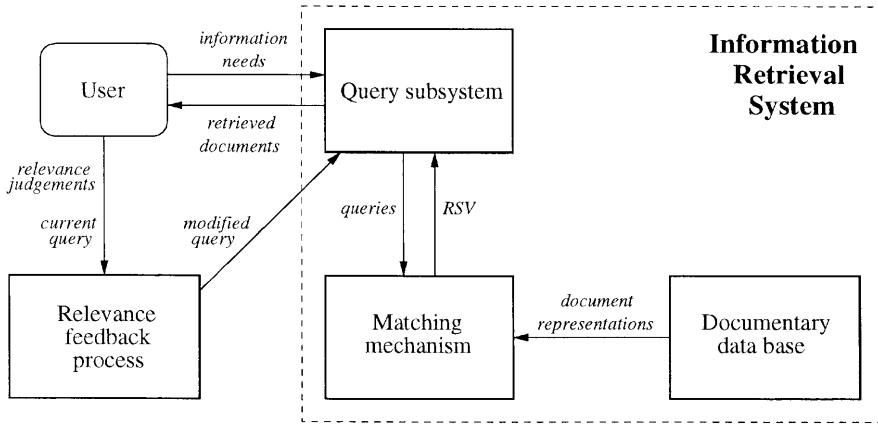 information
needs
User
retrieved
documents
Query subsystem
Information
Retrieval
System
relevance
judgements
current
query
modified
query
queries
RSV
Relevance
feedback
process
Matching
mechanism
document
representations
Documentary
data base